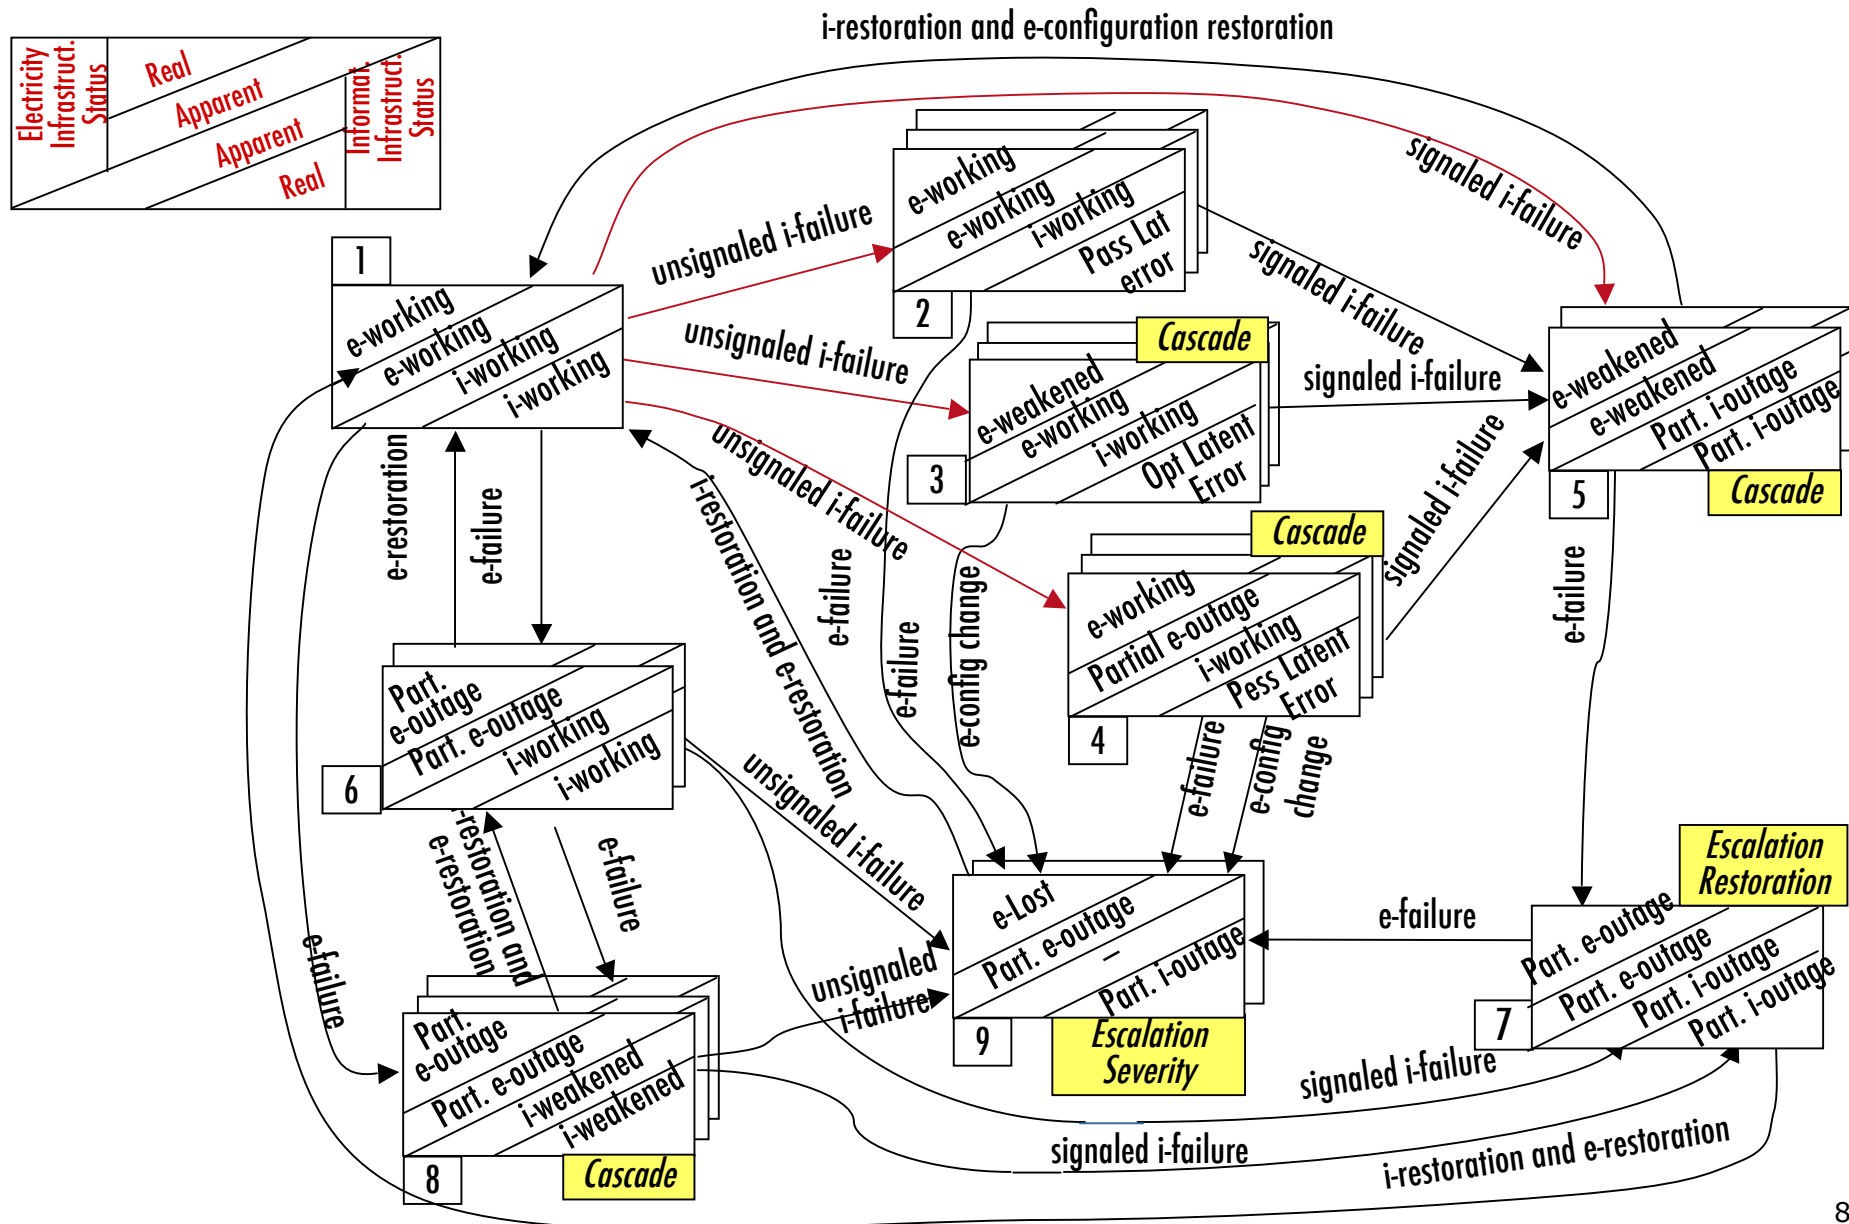 i-restoration and e-configuration restoration
Electricity
Infrastruct.
Status
Real
Apparent
Apparent
Real
Informat.
Infrastruct.
Status
signaled i-failure
1
e-working
e-working
i-working
i-working
unsignaled i-failure
unsignaled i-failure
unsignaled i-failure
e-working
e-working
i-working
Pass Lat
error
2
signaled i-failure
Cascade
e-weakened
e-working
i-working
Opt Latent
Error
3
signaled i-failure
Cascade
e-working
Partial e-outage
i-working
Pess Latent
Error
4
signaled i-failure
e-weakened
e-weakened
Part. i-outage
Part. i-outage
5
Cascade
e-restoration
e-failure
i-restoration and e-restoration
e-failure
e-failure
e-config change
e-failure
e-config
change
e-failure
Part.
e-outage
Part. e-outage
i-working
i-working
6
unsignaled i-failure
i-restoration and
e-restoration
e-failure
e-failure
Part.
e-outage
Part. e-outage
i-weakened
i-weakened
8
Cascade
unsignaled
i-failure
e-Lost
Part. e-outage
–
Part. i-outage
9
Escalation
Severity
e-failure
Escalation
Restoration
Part. e-outage
Part. e-outage
Part. i-outage
Part. i-outage
7
signaled i-failure
signaled i-failure
i-restoration and e-restoration
8